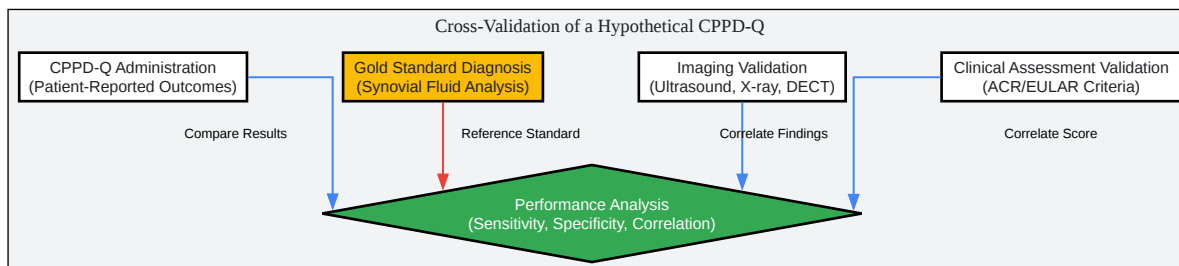 Cross-Validation of a Hypothetical CPPD-Q
CPPD-Q Administration
(Patient-Reported Outcomes)
Gold Standard Diagnosis
(Synovial Fluid Analysis)
Imaging Validation
(Ultrasound, X-ray, DECT)
Clinical Assessment Validation
(ACR/EULAR Criteria)
Compare Results
Reference Standard
Correlate Findings
Correlate Score
Performance Analysis
(Sensitivity, Specificity, Correlation)